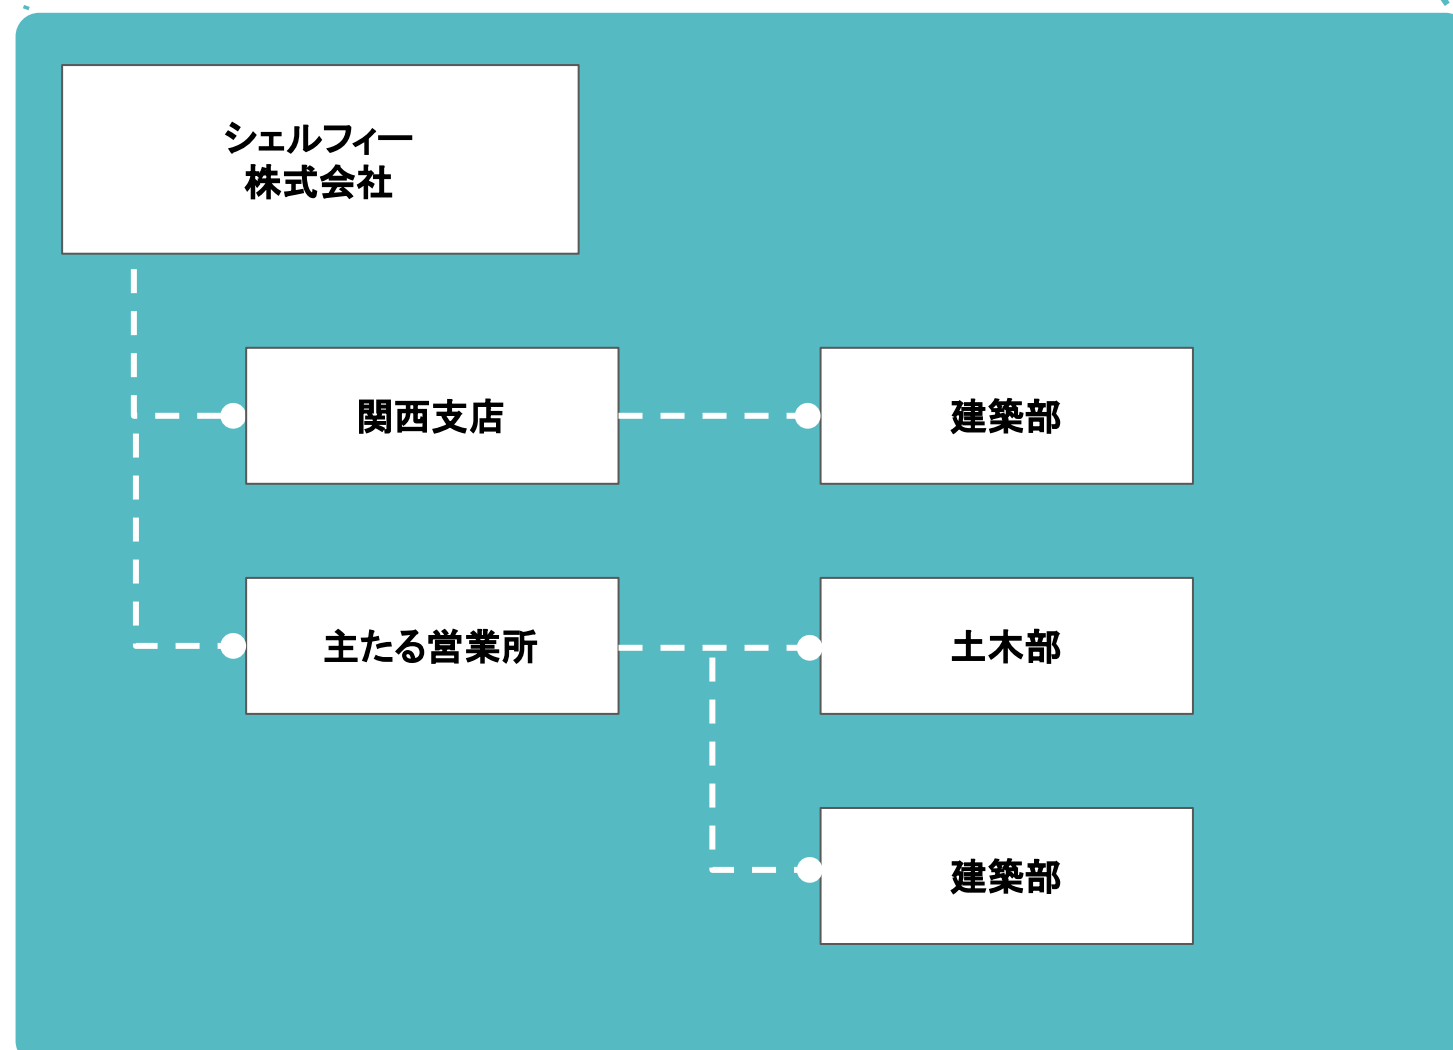 シェルフィー
株式会社
関西支店
建築部
主たる営業所
土木部
建築部